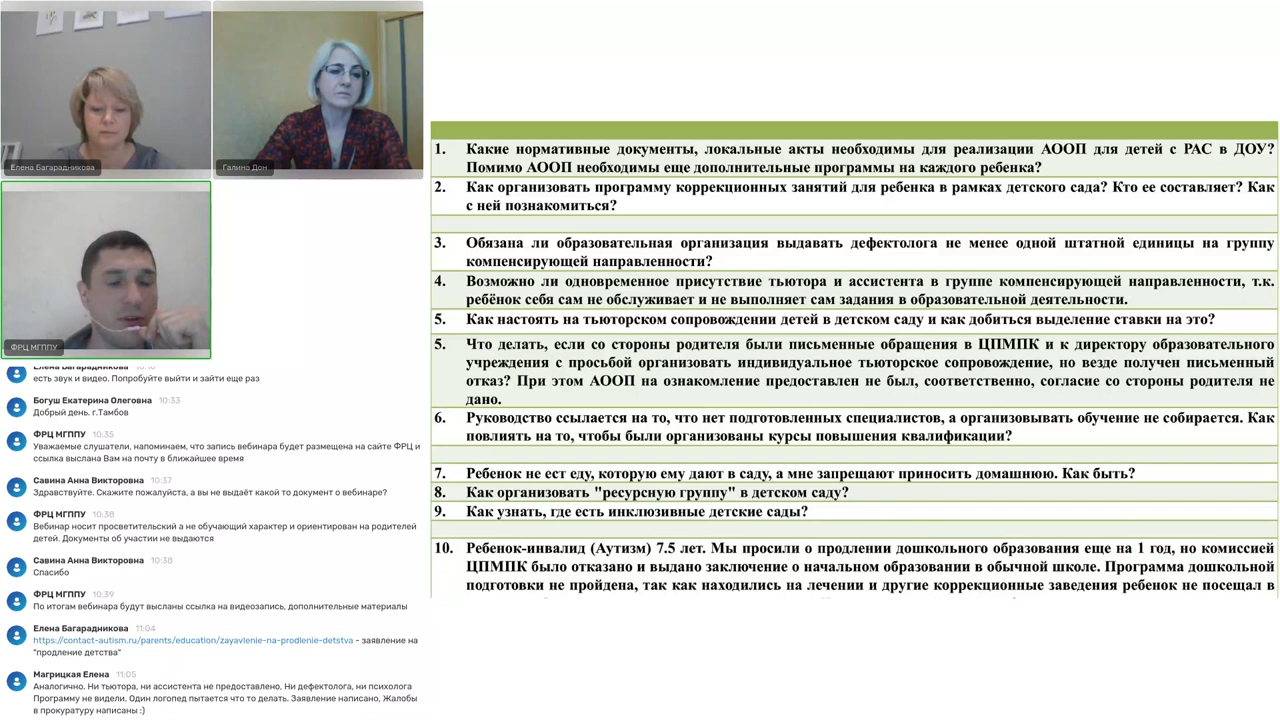 Елена Багарадникова
Галина Дон
ФРЦ МГППУ
есть звук и видео. Попробуйте выйти и зайти еще раз
Богуш Екатерина Олеговна 10:33
Добрый день. г.Тамбов
ФРЦ МГППУ 10:35
Уважаемые слушатели, напоминаем, что запись вебинара будет размещена на сайте ФРЦ и
ссылка выслана Вам на почту в ближайшее время
Савина Анна Викторовна 10:37
Здравствуйте. Скажите пожалуйста, а вы не выдаёт какой то документ о вебинаре?
ФРЦ МГППУ 10:38
Вебинар носит просветительский а не обучающий характер и ориентирован на родителей
детей. Документы об участии не выдаются
Савина Анна Викторовна 10:38
Спасибо
ФРЦ МГППУ 10:39
По итогам вебинара будут высланы ссылка на видеозапись, дополнительные материалы
Елена Багарадникова 11:04
https://contact-autism.ru/parents/education/zayavlenie-na-prodlenie-detstva - заявление на
"продление детства"
Магрицкая Елена 11:05
Аналогично. Ни тьютора, ни ассистента не предоставлено, Ни дефектолога, ни психолога
Программу не видели. Один логопед пытается что то делать. Заявление написано, Жалобы
в прокуратуру написаны :)
1. Какие нормативные документы, локальные акты необходимы для реализации АООП для детей с РАС в ДОУ?
Помимо АООП необходимы еще дополнительные программы на каждого ребенка?
2. Как организовать программу коррекционных занятий для ребенка в рамках детского сада? Кто ее составляет? Как
с ней познакомиться?
3. Обязана ли образовательная организация выдавать дефектолога не менее одной штатной единицы на группу
компенсирующей направленности?
4. Возможно ли одновременное присутствие тьютора и ассистента в группе компенсирующей направленности, т.к.
ребёнок себя сам не обслуживает и не выполняет сам задания в образовательной деятельности.
5. Как настоять на тьюторском сопровождении детей в детском саду и как добиться выделение ставки на это?
5. Что делать, если со стороны родителя были письменные обращения в ЦПМПК и к директору образовательного
учреждения с просьбой организовать индивидуальное тьюторское сопровождение, но везде получен письменный
отказ? При этом АООП на ознакомление предоставлен не был, соответственно, согласие со стороны родителя не
дано.
6. Руководство ссылается на то, что нет подготовленных специалистов, а организовывать обучение не собирается. Как
повлиять на то, чтобы были организованы курсы повышения квалификации?
7. Ребенок не ест еду, которую ему дают в саду, а мне запрещают приносить домашнюю. Как быть?
8. Как организовать "ресурсную группу" в детском саду?
9. Как узнать, где есть инклюзивные детские сады?
10. Ребенок-инвалид (Аутизм) 7.5 лет. Мы просили о продлении дошкольного образования еще на 1 год, но комиссией
ЦПМПК было отказано и выдано заключение о начальном образовании в обычной школе. Программа дошкольной
подготовки не пройдена, так как находились на лечении и другие коррекционные заведения ребенок не посещал в